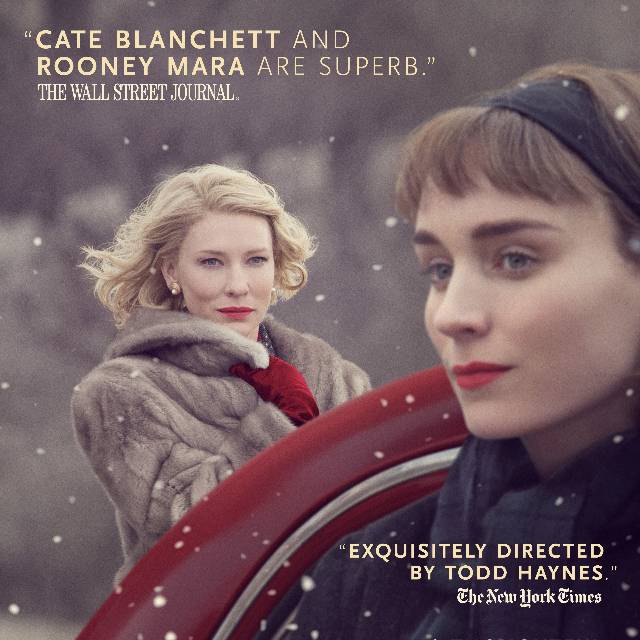 “CATE BLANCHETT AND
ROONEY MARA ARE SUPERB.”
THE WALL STREET JOURNAL.
“EXQUISITELY DIRECTED
BY TODD HAYNES.”
The New York Times